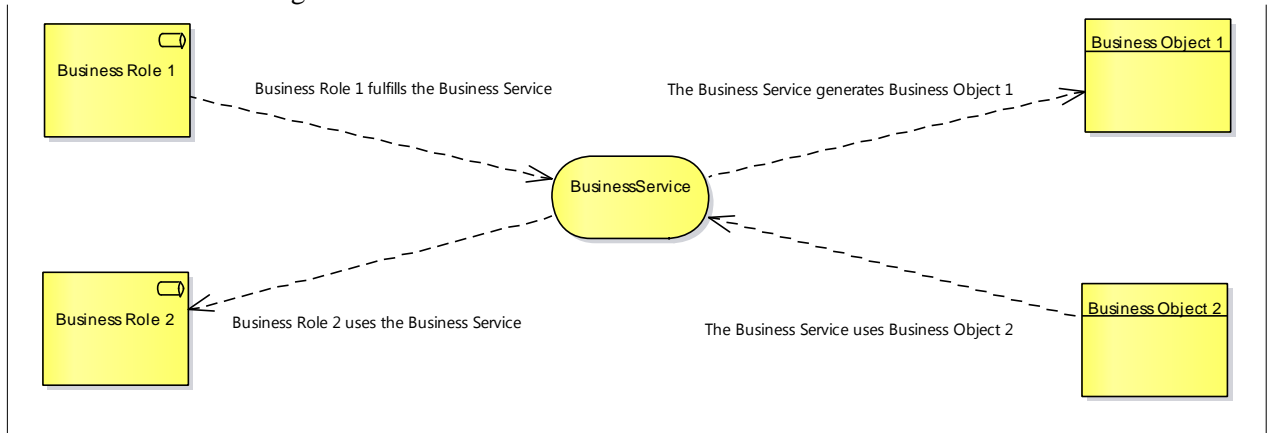 Business Role 1
Business Object 1
Business Role 1 fulfills the Business Service
The Business Service generates Business Object 1
BusinessService
Business Role 2
Business Role 2 uses the Business Service
The Business Service uses Business Object 2
Business Object 2